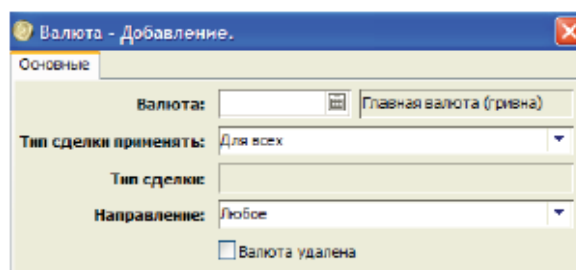 Валюта - Добавление.
Основные
Валюта: Главная валюта (гривна)
Тип сделки применять: Для всех
Тип сделки:
Направление: Любое
Валюта удалена